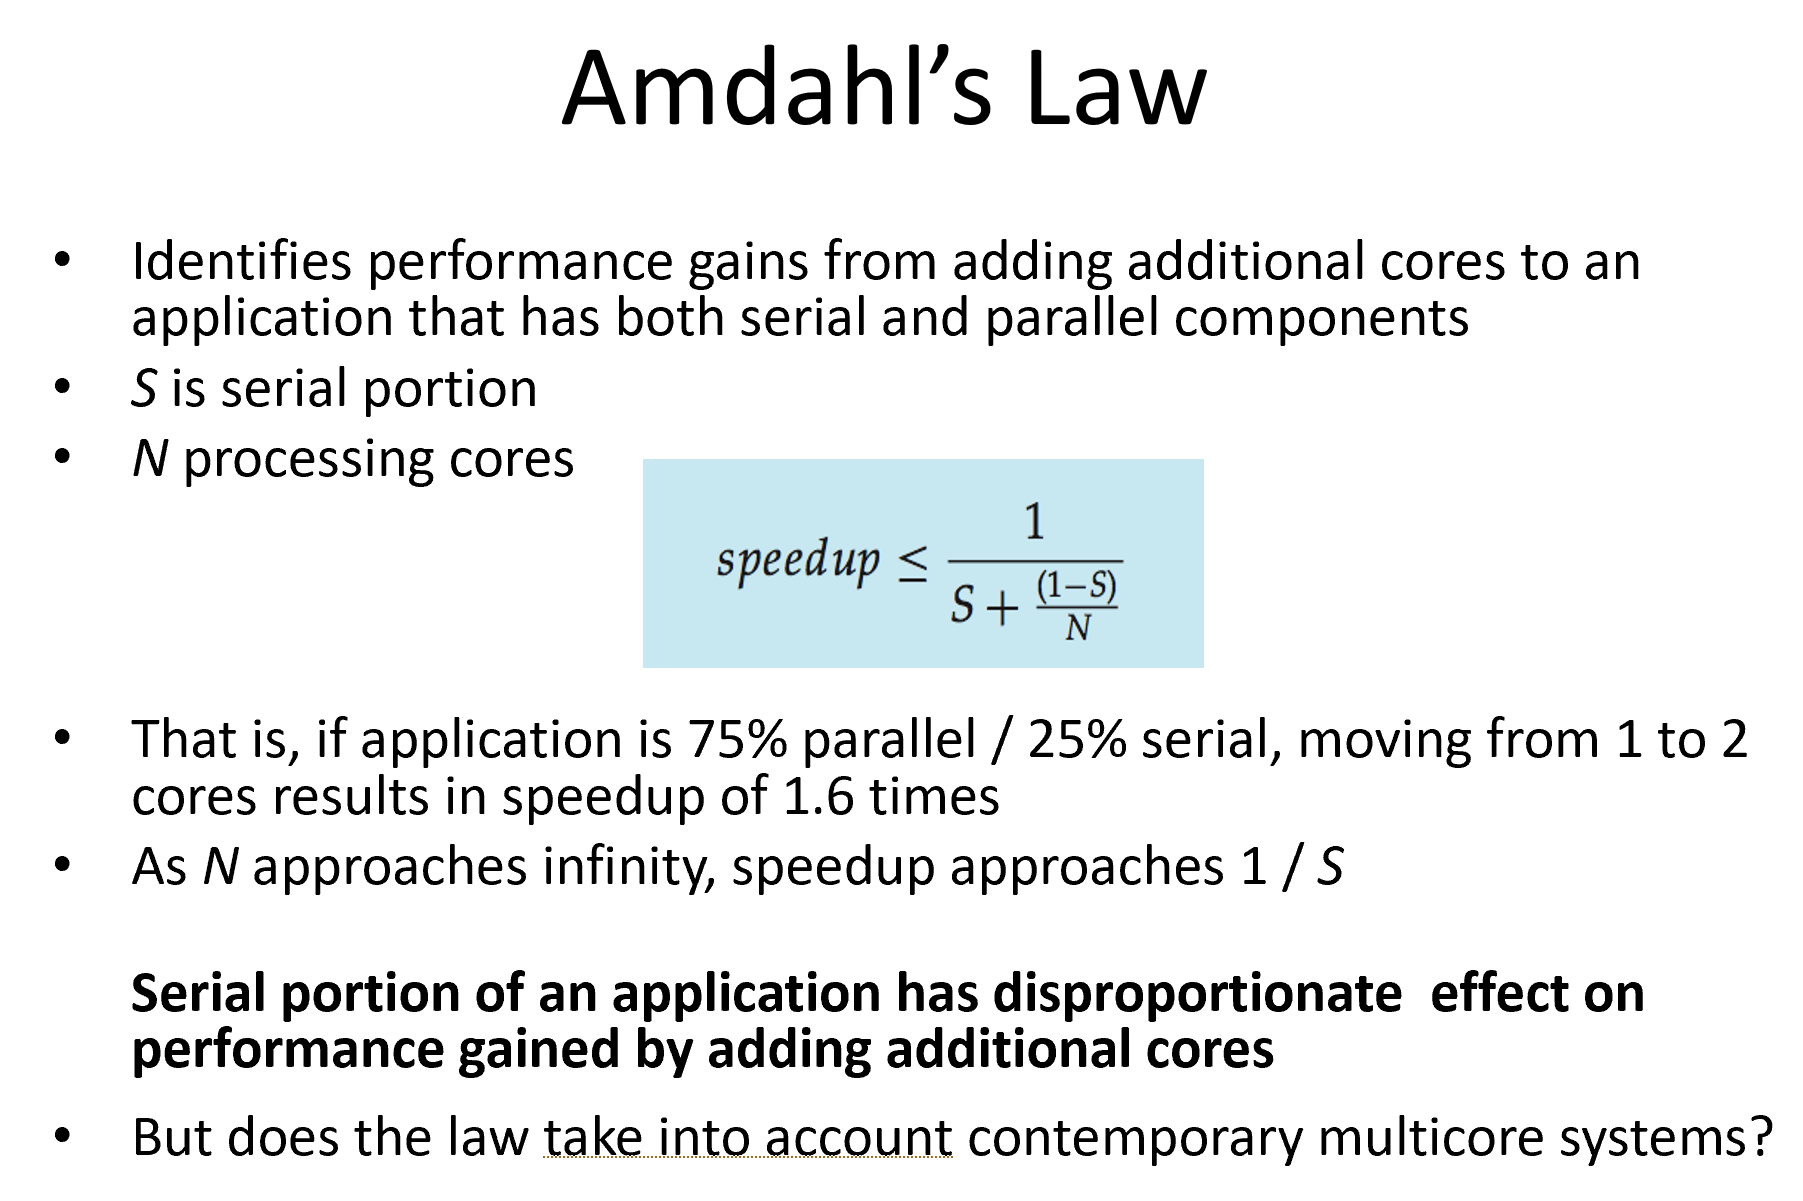 Amdahl’s Law
• Identifies performance gains from adding additional cores to an
application that has both serial and parallel components
• S is serial portion
• N processing cores
speedup ≤ 1 / (S + (1−S)/N)
• That is, if application is 75% parallel / 25% serial, moving from 1 to 2
cores results in speedup of 1.6 times
• As N approaches infinity, speedup approaches 1 / S
Serial portion of an application has disproportionate  effect on
performance gained by adding additional cores
• But does the law take into account contemporary multicore systems?